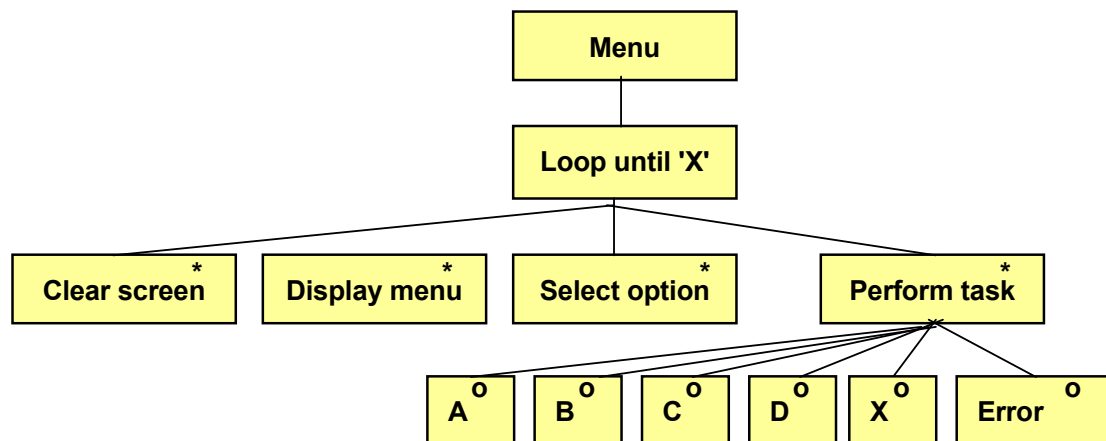 Menu
Loop until 'X'
Clear screen*
Display menu*
Select option*
Perform task*
A o
B o
C o
D o
X o
Error o